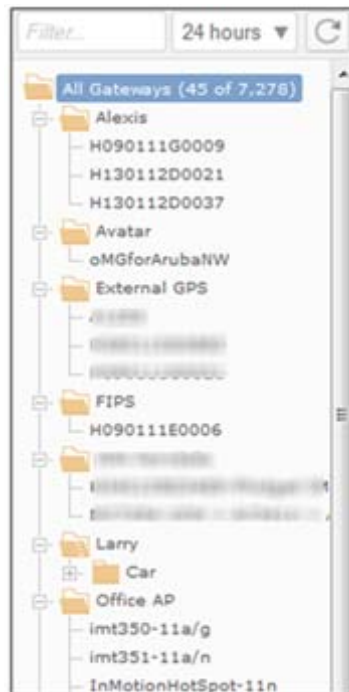 Filter...
24 hours
All Gateways (45 of 7,278)
Alexis
H090111G0009
H130112D0021
H130112D0037
Avatar
oMGforArubaNW
External GPS
FIPS
H090111E0006
Larry
Car
Office AP
imt350-11a/g
imt351-11a/n
InMotionHotSpot-11n